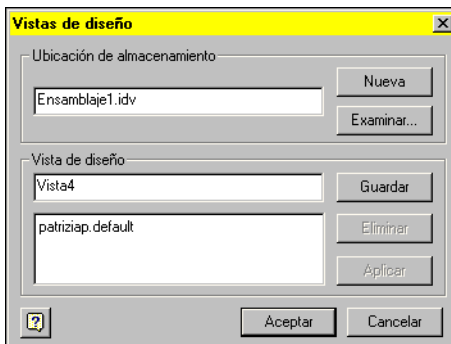 Vistas de diseño
Ubicación de almacenamiento
Nueva
Ensamblaje1.idv
Examinar...
Vista de diseño
Vista4
Guardar
patriziap.default
Eliminar
Aplicar
?
Aceptar
Cancelar